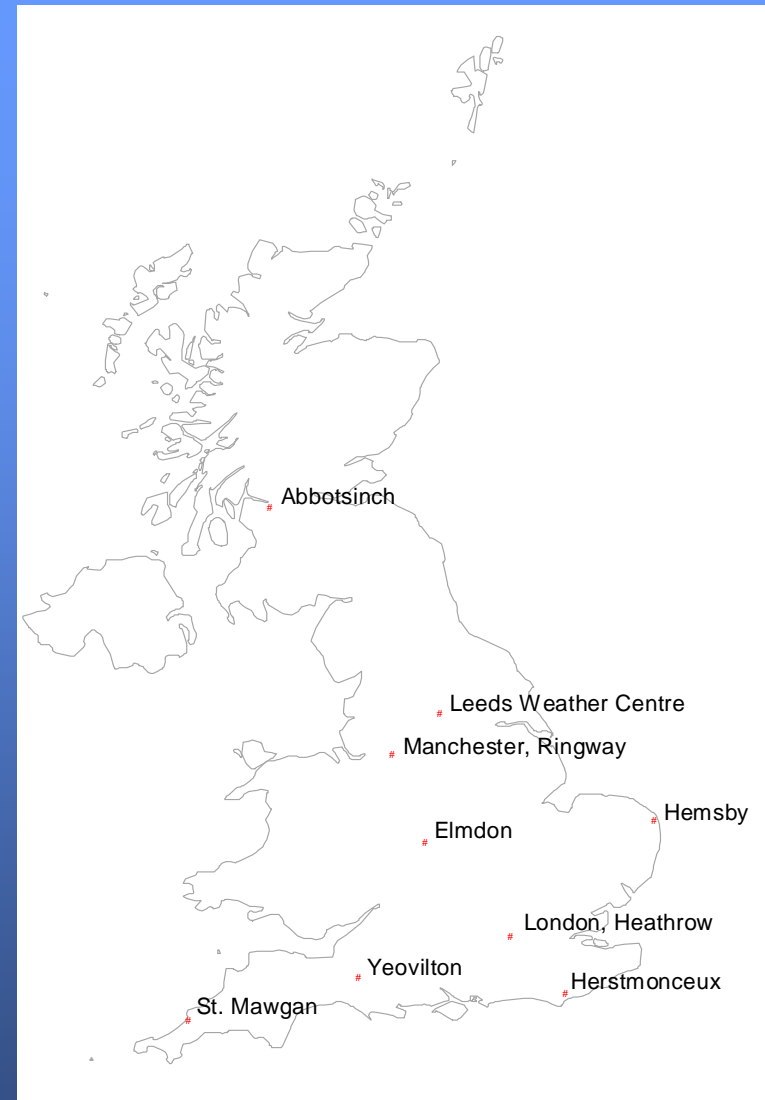 Abbotsinch
Leeds Weather Centre
Manchester, Ringway
Hemsby
Elmdon
London, Heathrow
Yeovilton
Herstmonceux
St. Mawgan